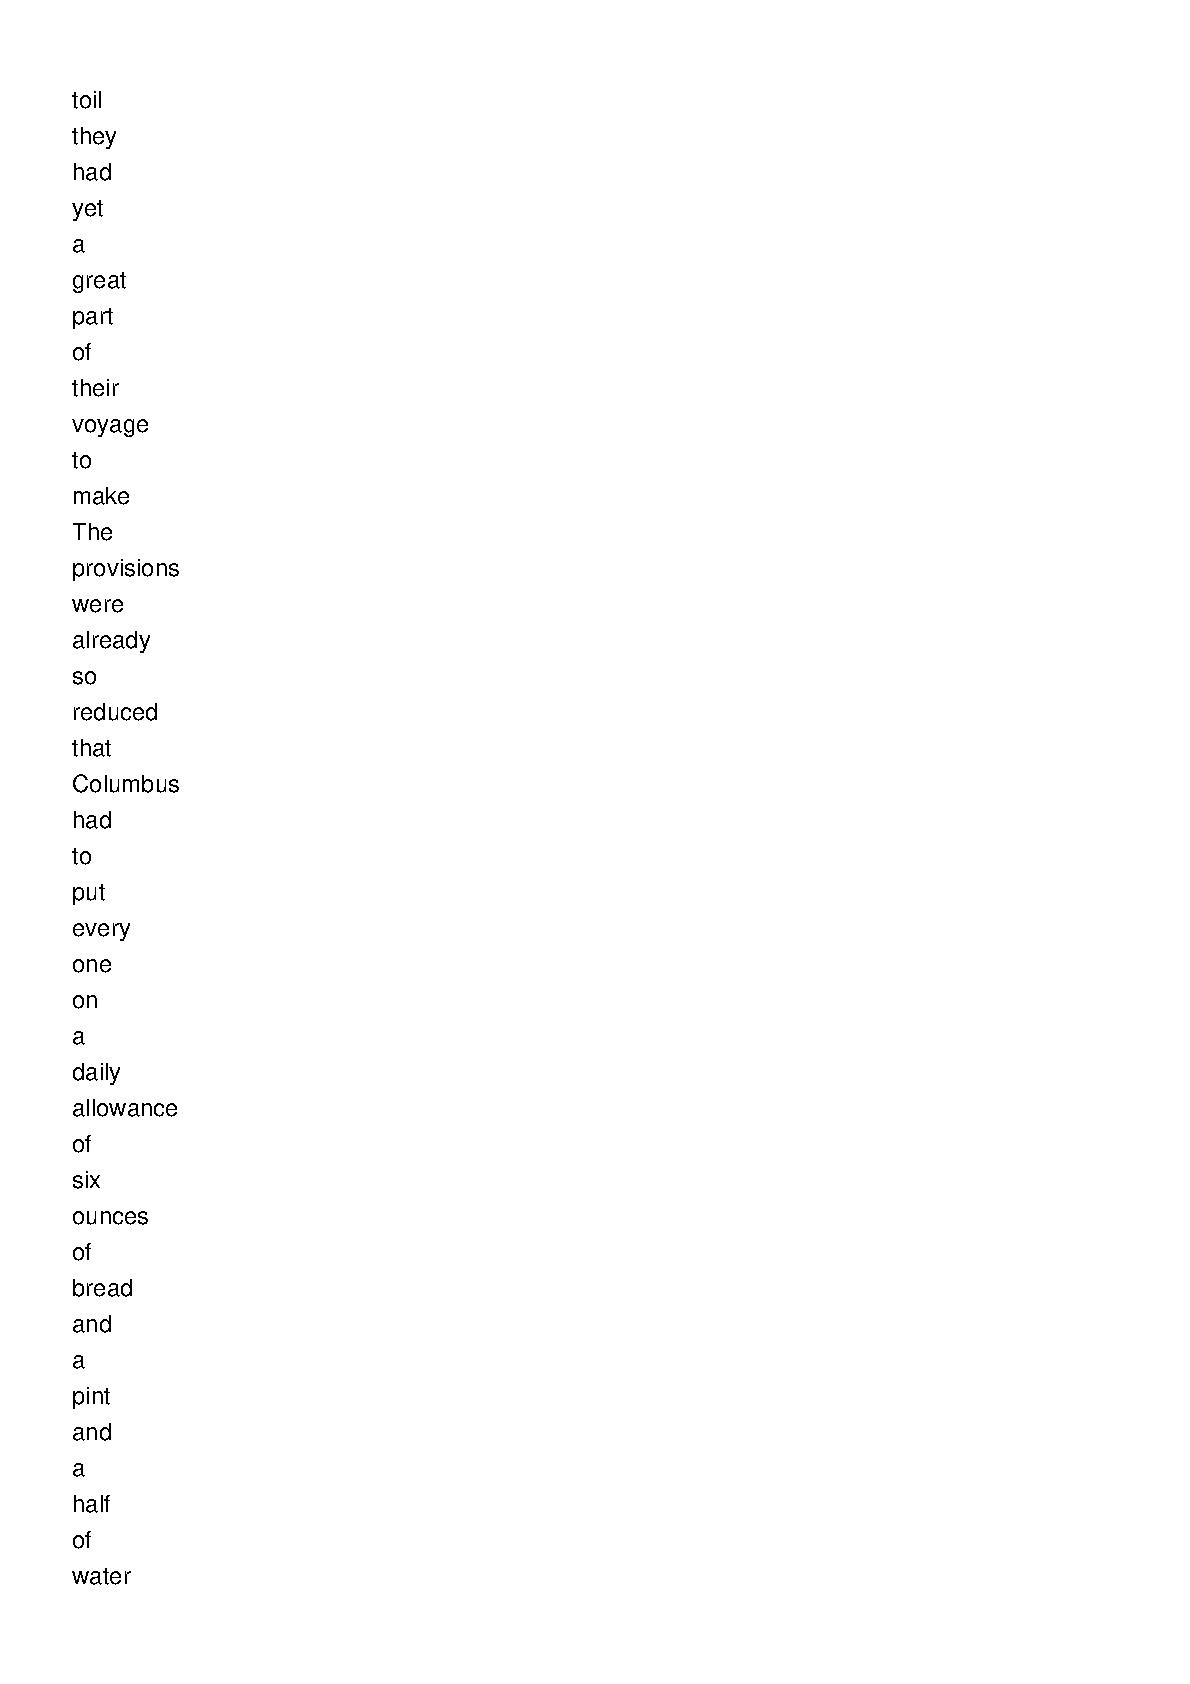 toil
they
had
yet
a
great
part
of
their
voyage
to
make
The
provisions
were
already
so
reduced
that
Columbus
had
to
put
every
one
on
a
daily
allowance
of
six
ounces
of
bread
and
a
pint
and
a
half
of
water